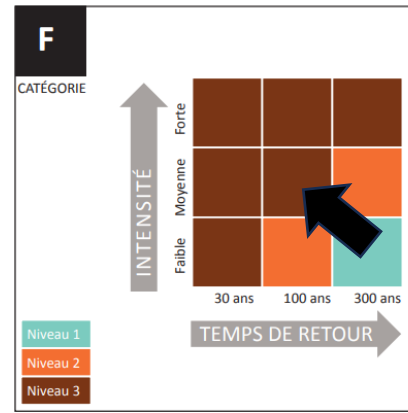 F
CATÉGORIE
INTENSITÉ
Forte
Moyenne
Faible
30 ans 100 ans 300 ans
TEMPS DE RETOUR
Niveau 1
Niveau 2
Niveau 3